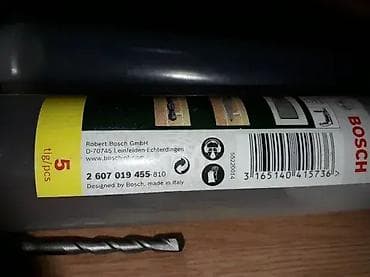 5
tlg/pcs
Robert Bosch GmbH
D-70745 Leinfelden-Echterdingen
2 607 019 455-810
Designed by Bosch, made in Italy
3 165140 415736
BOSCH